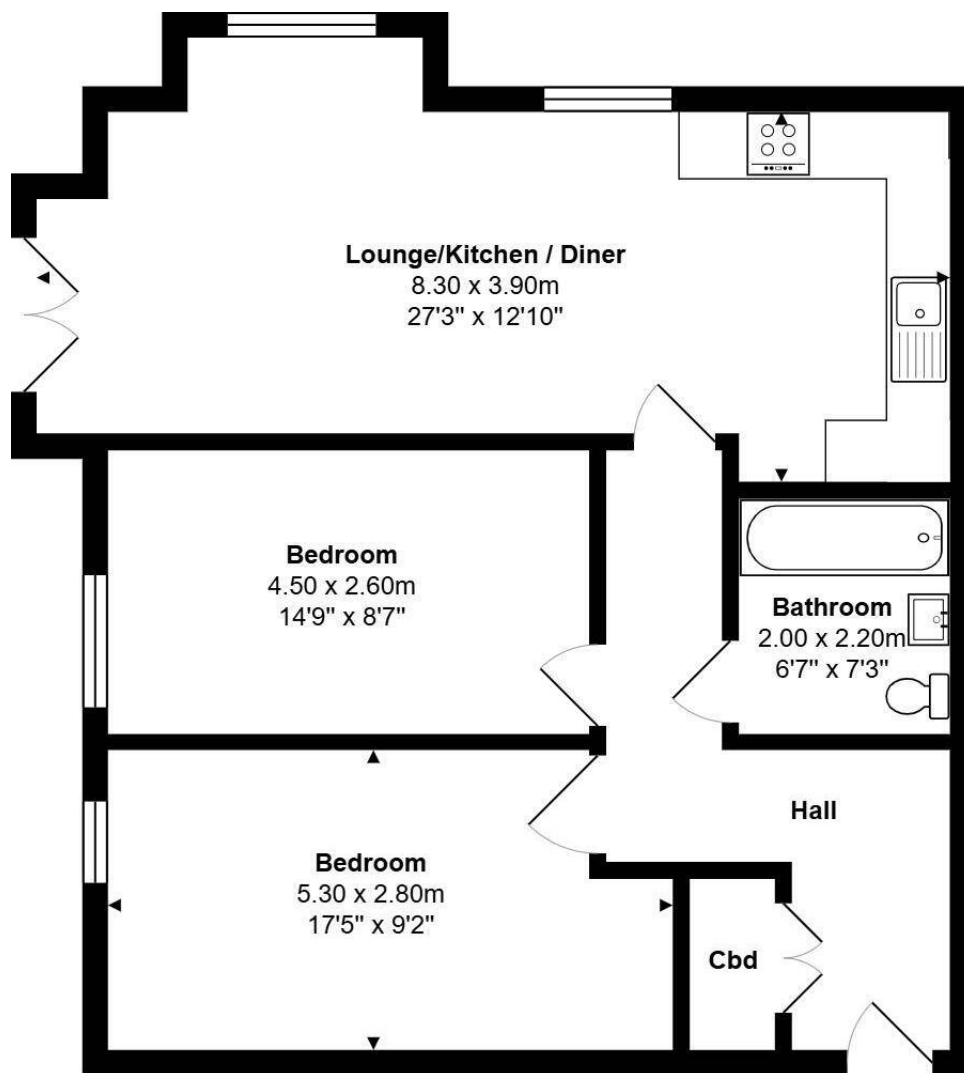 Lounge/Kitchen / Diner
8.30 x 3.90m
27'3" x 12'10"
Bedroom
4.50 x 2.60m
14'9" x 8'7"
Bathroom
2.00 x 2.20m
6'7" x 7'3"
Hall
Bedroom
5.30 x 2.80m
17'5" x 9'2"
Cbd